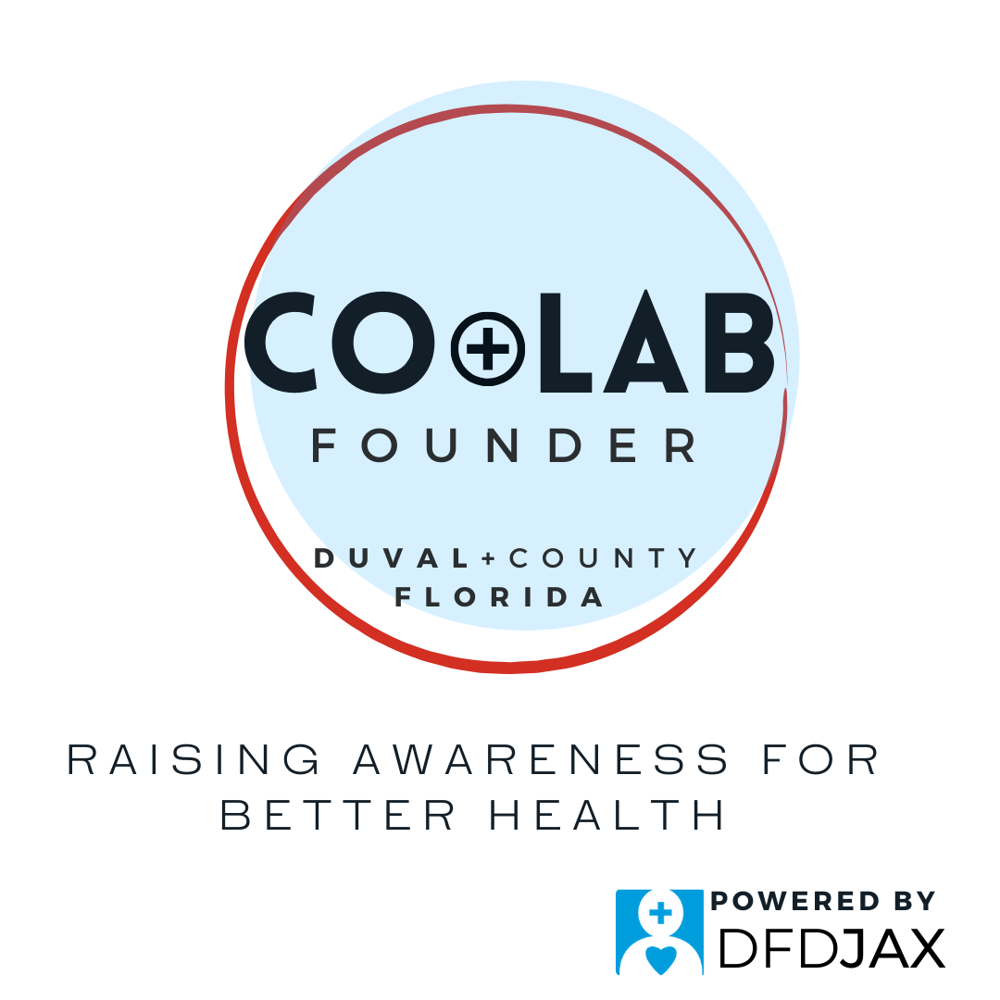 CO+LAB
FOUNDER
DUVAL+COUNTY
FLORIDA
RAISING AWARENESS FOR
BETTER HEALTH
POWERED BY
DFDJAX